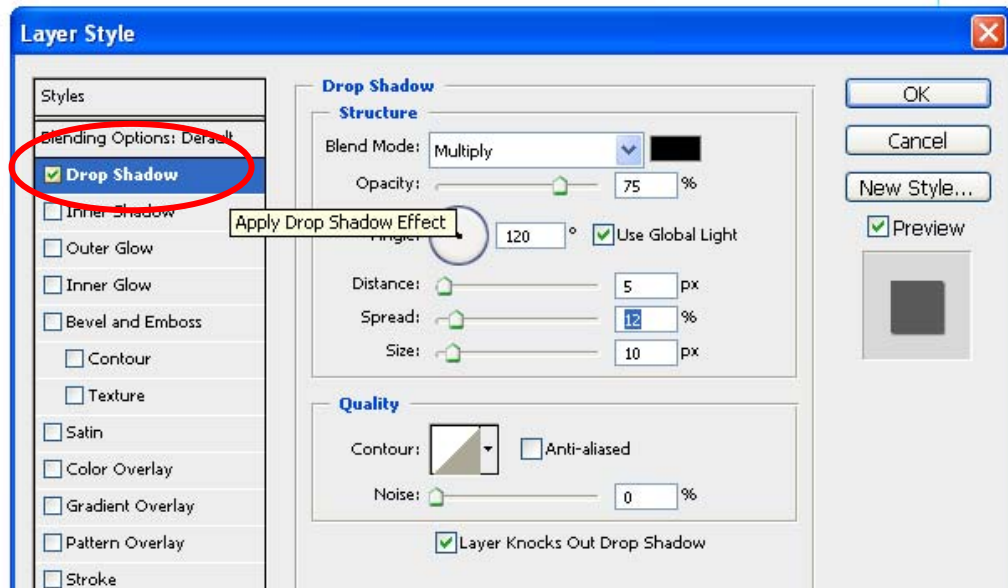 Layer Style
Styles
Blending Options: Default
Drop Shadow
Inner Shadow
Outer Glow
Inner Glow
Bevel and Emboss
Contour
Texture
Satin
Color Overlay
Gradient Overlay
Pattern Overlay
Stroke
Apply Drop Shadow Effect
Drop Shadow
Structure
Blend Mode: Multiply
Opacity: 75 %
Angle: 120 ° Use Global Light
Distance: 5 px
Spread: 12 %
Size: 10 px
Quality
Contour: Anti-aliased
Noise: 0 %
Layer Knocks Out Drop Shadow
OK
Cancel
New Style...
Preview